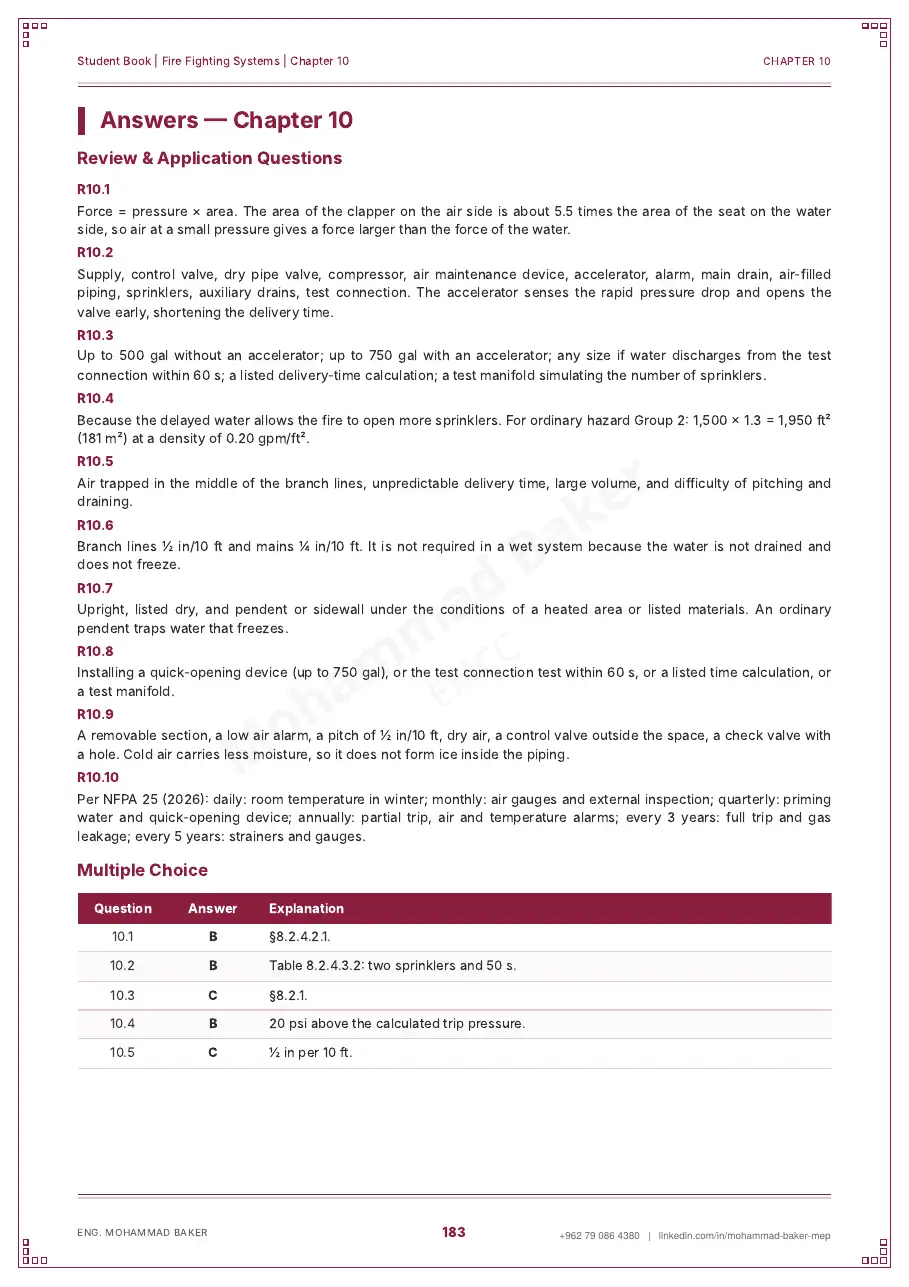 Student Book | Fire Fighting Systems | Chapter 10
CHAPTER 10
Answers — Chapter 10
Review & Application Questions
R10.1
Force = pressure × area. The area of the clapper on the air side is about 5.5 times the area of the seat on the water
side, so air at a small pressure gives a force larger than the force of the water.
R10.2
Supply, control valve, dry pipe valve, compressor, air maintenance device, accelerator, alarm, main drain, air-filled
piping, sprinklers, auxiliary drains, test connection. The accelerator senses the rapid pressure drop and opens the
valve early, shortening the delivery time.
R10.3
Up to 500 gal without an accelerator; up to 750 gal with an accelerator; any size if water discharges from the test
connection within 60 s; a listed delivery-time calculation; a test manifold simulating the number of sprinklers.
R10.4
Because the delayed water allows the fire to open more sprinklers. For ordinary hazard Group 2: 1,500 × 1.3 = 1,950 ft²
(181 m²) at a density of 0.20 gpm/ft².
R10.5
Air trapped in the middle of the branch lines, unpredictable delivery time, large volume, and difficulty of pitching and
draining.
R10.6
Branch lines ½ in/10 ft and mains ¼ in/10 ft. It is not required in a wet system because the water is not drained and
does not freeze.
R10.7
Upright, listed dry, and pendent or sidewall under the conditions of a heated area or listed materials. An ordinary
pendent traps water that freezes.
R10.8
Installing a quick-opening device (up to 750 gal), or the test connection test within 60 s, or a listed time calculation, or
a test manifold.
R10.9
A removable section, a low air alarm, a pitch of ½ in/10 ft, dry air, a control valve outside the space, a check valve with
a hole. Cold air carries less moisture, so it does not form ice inside the piping.
R10.10
Per NFPA 25 (2026): daily: room temperature in winter; monthly: air gauges and external inspection; quarterly: priming
water and quick-opening device; annually: partial trip, air and temperature alarms; every 3 years: full trip and gas
leakage; every 5 years: strainers and gauges.
Multiple Choice
Question Answer Explanation
10.1 B §8.2.4.2.1.
10.2 B Table 8.2.4.3.2: two sprinklers and 50 s.
10.3 C §8.2.1.
10.4 B 20 psi above the calculated trip pressure.
10.5 C ½ in per 10 ft.
Mohammad Baker
ENG. MOHAMMAD BAKER
183
+962 79 086 4380 | linkedin.com/in/mohammad-baker-mep